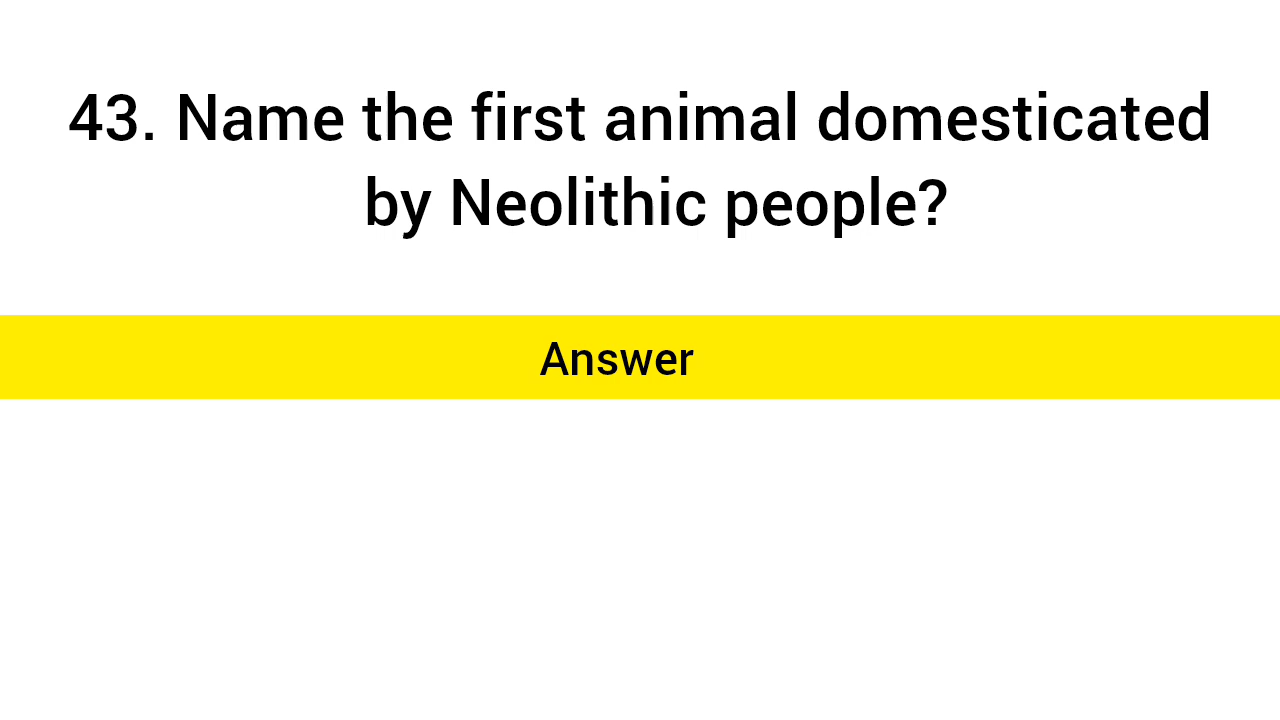 43. Name the first animal domesticated
by Neolithic people?
Answer